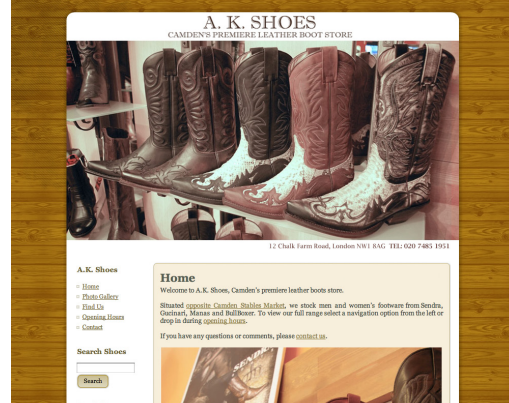 A. K. SHOES
CAMDEN'S PREMIERE LEATHER BOOT STORE
12 Chalk Farm Road, London NW1 8AG TEL: 020 7485 1951
A.K. Shoes
Home
Photo Gallery
Find Us
Opening Hours
Contact
Search Shoes
Search
Home
Welcome to A.K. Shoes, Camden's premiere leather boots store.
Situated opposite Camden Stables Market, we stock men and women's footware from Sendra,
Gucinari, Manas and BullBoxer. To view our full range select a navigation option from the left or
drop in during opening hours.
If you have any questions or comments, please contact us.
SENDRA